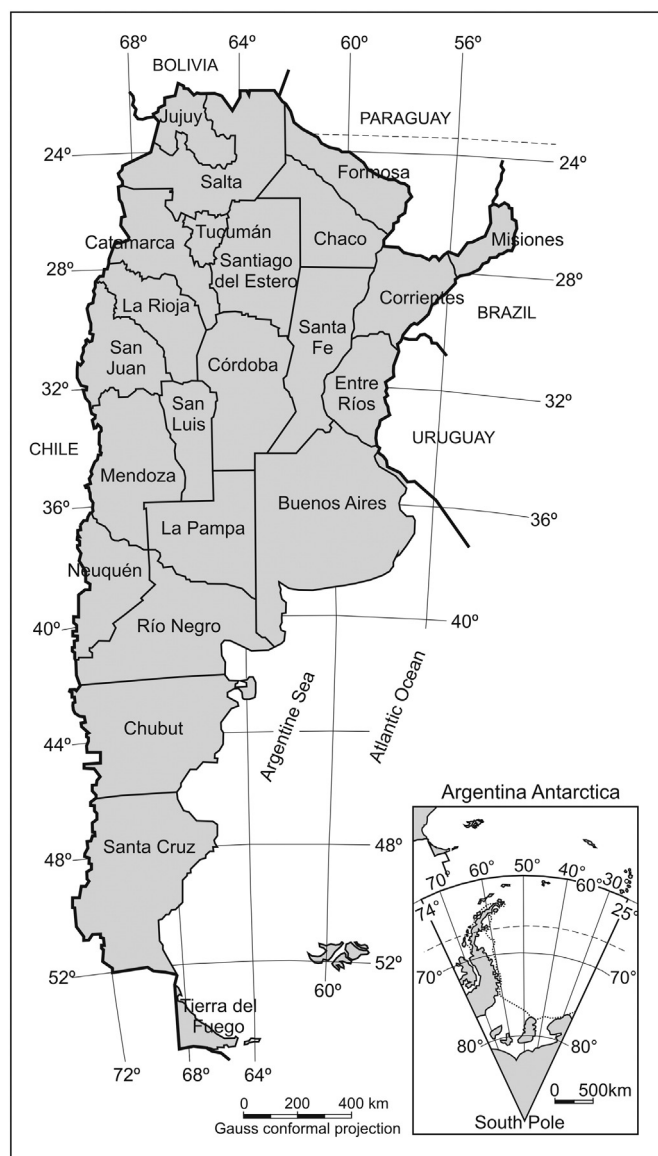 68º 64º 60º 56º
BOLIVIA
PARAGUAY
Jujuy
24º 24º
Formosa
Salta
Tucumán
Catamarca
Chaco
Misiones
Santiago
del Estero
28º 28º
Corrientes
La Rioja
BRAZIL
Santa
Fe
San
Juan
Córdoba
Entre
Ríos
32º 32º
San
Luis
CHILE
URUGUAY
Mendoza
Buenos Aires
36º 36º
La Pampa
Neuquén
Río Negro
40º 40º
Argentine Sea
Atlantic Ocean
Chubut
44º
Santa Cruz
48º 48º
52º 52º
60º
Tierra del
Fuego
72º 68º 64º
0 200 400 km
Gauss conformal projection
Argentina Antarctica
74° 70° 60° 50° 40° 60° 30° 25°
70° 70°
80° 80°
0 500km
South Pole